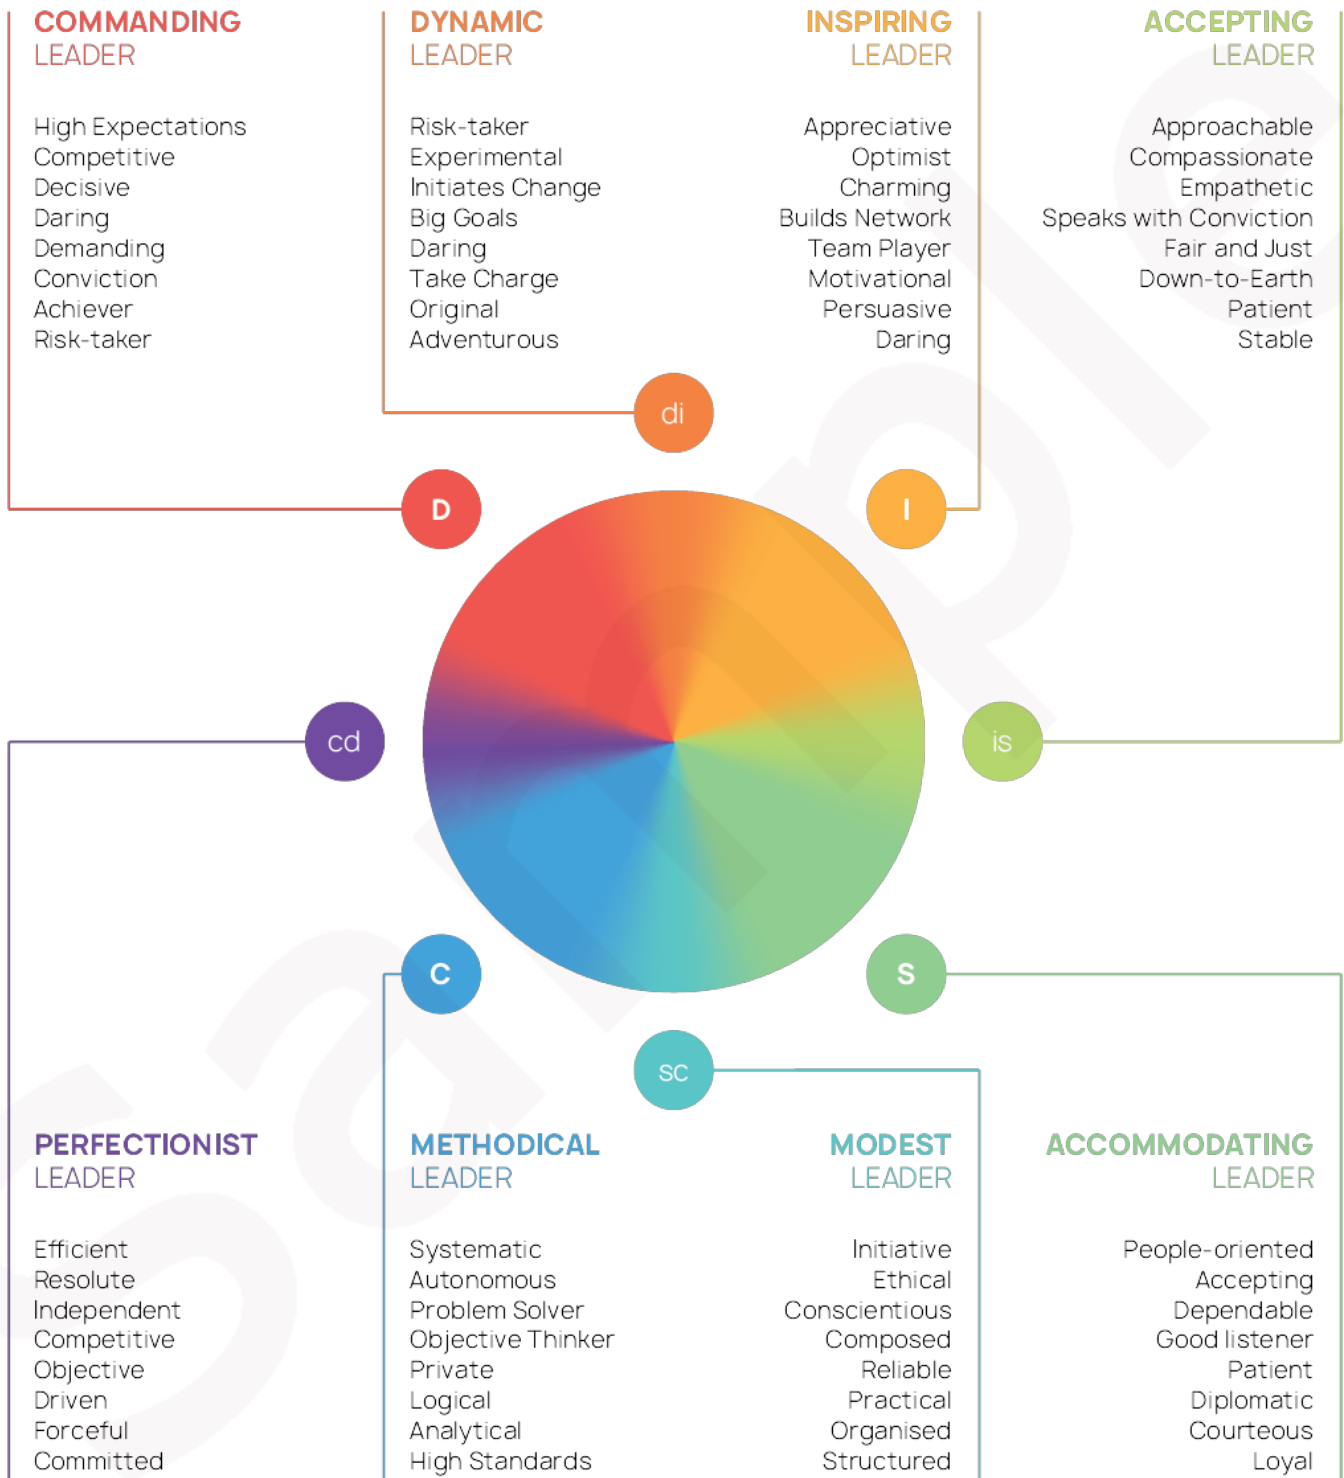 COMMANDING
LEADER
High Expectations
Competitive
Decisive
Daring
Demanding
Conviction
Achiever
Risk-taker
DYNAMIC
LEADER
Risk-taker
Experimental
Initiates Change
Big Goals
Daring
Take Charge
Original
Adventurous
INSPIRING
LEADER
Appreciative
Optimist
Charming
Builds Network
Team Player
Motivational
Persuasive
Daring
ACCEPTING
LEADER
Approachable
Compassionate
Empathetic
Speaks with Conviction
Fair and Just
Down-to-Earth
Patient
Stable
di
D
I
cd
is
C
S
sc
Sample
PERFECTIONIST
LEADER
Efficient
Resolute
Independent
Competitive
Objective
Driven
Forceful
Committed
METHODICAL
LEADER
Systematic
Autonomous
Problem Solver
Objective Thinker
Private
Logical
Analytical
High Standards
MODEST
LEADER
Initiative
Ethical
Conscientious
Composed
Reliable
Practical
Organised
Structured
ACCOMMODATING
LEADER
People-oriented
Accepting
Dependable
Good listener
Patient
Diplomatic
Courteous
Loyal